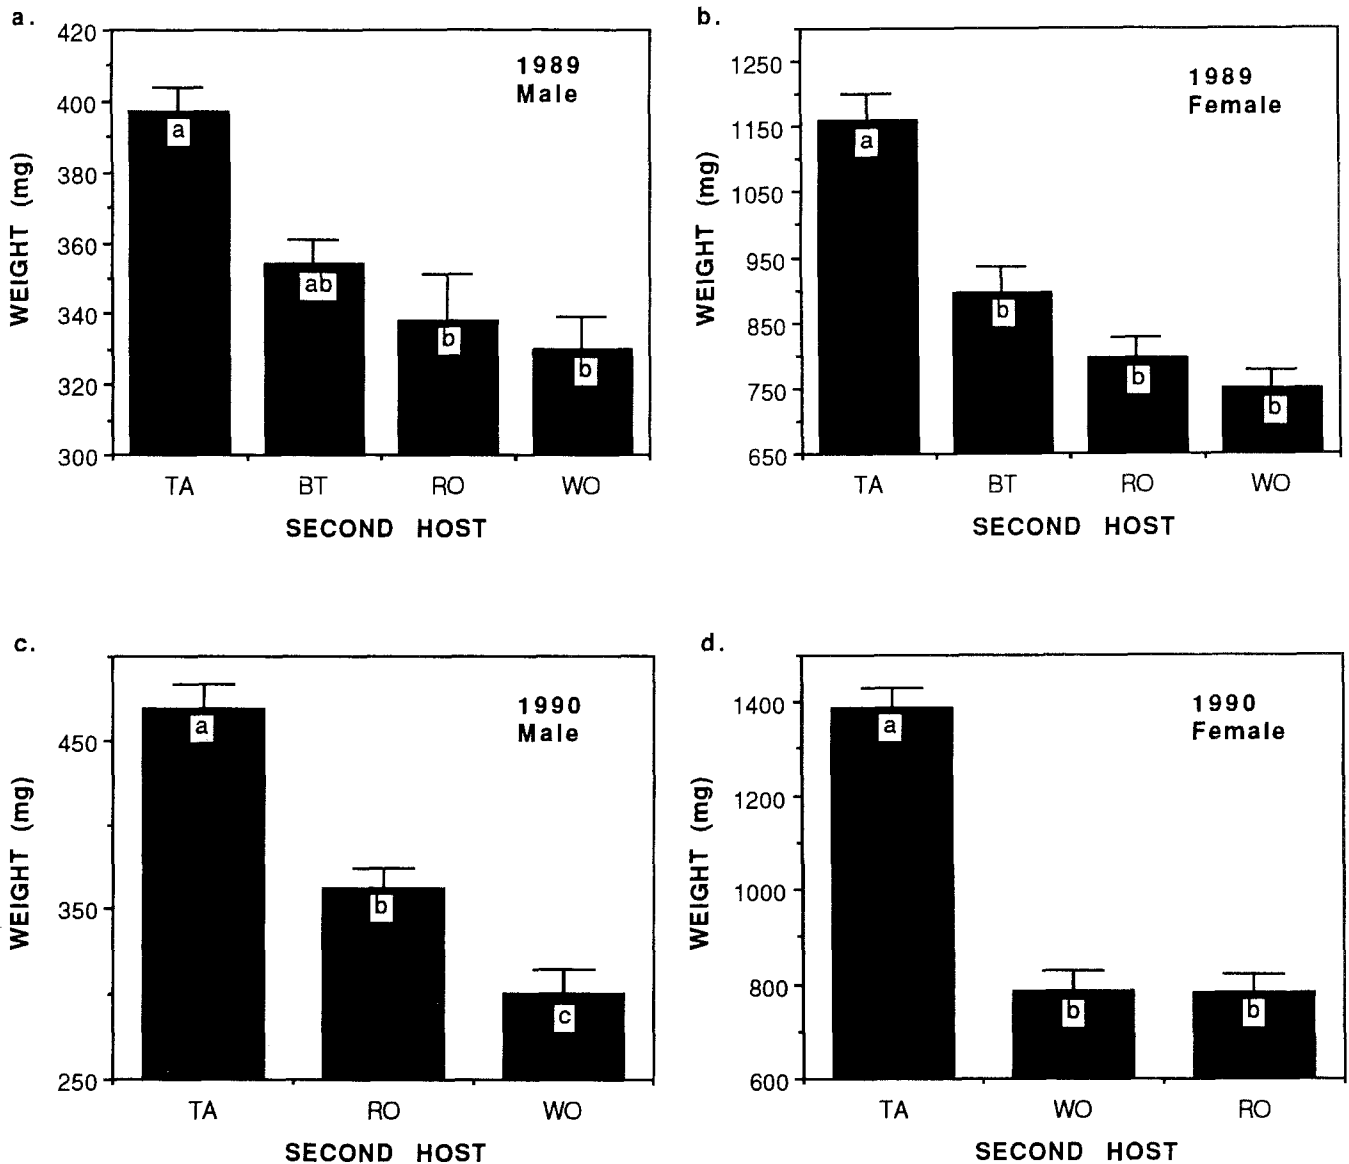 a.
420
400
380
360
340
320
300
WEIGHT (mg)
1989
Male
a
ab
b
b
TA BT RO WO
SECOND HOST
b.
1250
1150
1050
950
850
750
650
WEIGHT (mg)
1989
Female
a
b
b
b
TA BT RO WO
SECOND HOST
c.
450
350
250
WEIGHT (mg)
1990
Male
a
b
c
TA RO WO
SECOND HOST
d.
1400
1200
1000
800
600
WEIGHT (mg)
1990
Female
a
b
b
TA WO RO
SECOND HOST